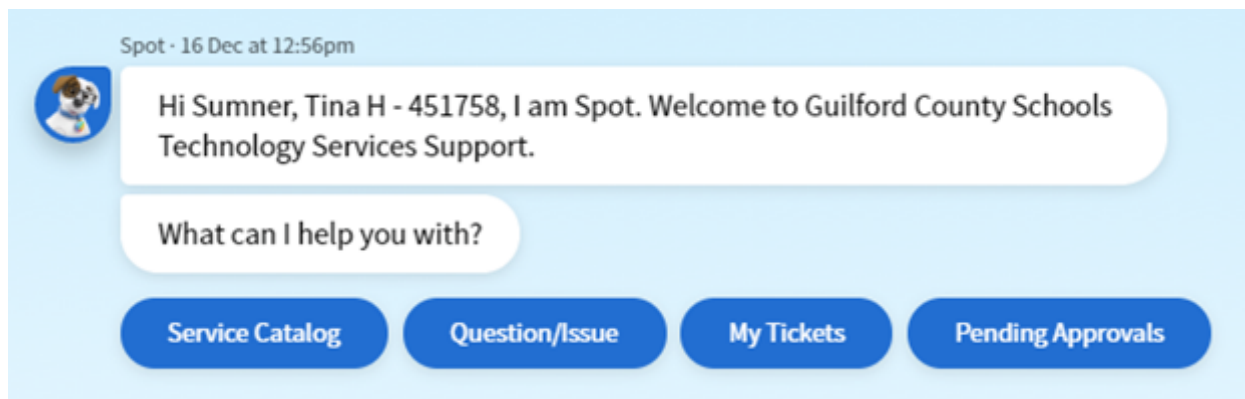 Spot · 16 Dec at 12:56pm
Hi Sumner, Tina H - 451758, I am Spot. Welcome to Guilford County Schools
Technology Services Support.
What can I help you with?
Service Catalog
Question/Issue
My Tickets
Pending Approvals